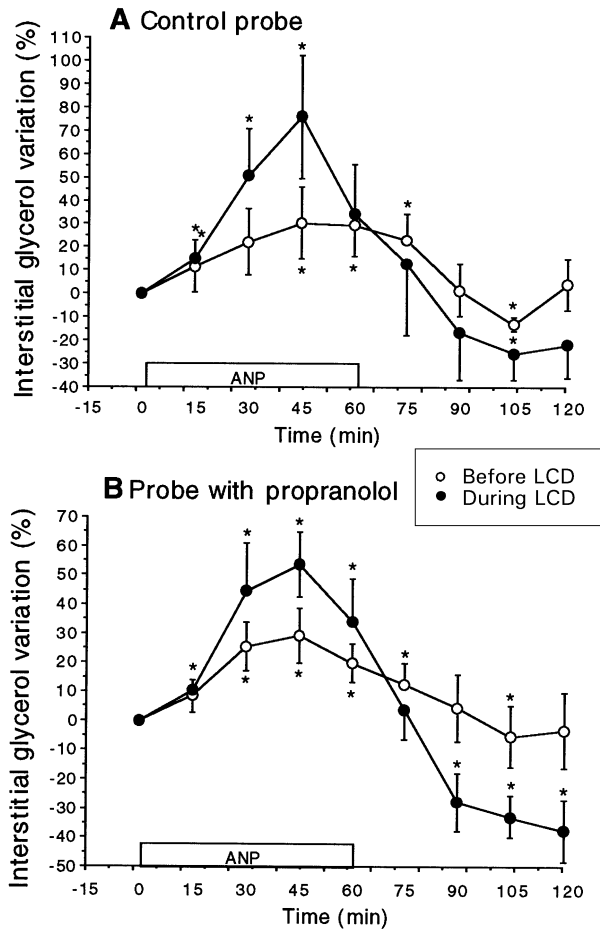 A Control probe
Interstitial glycerol variation (%)
110
100
90
80
70
60
50
40
30
20
10
0
-10
-20
-30
-40
* * * * * * * * * *
ANP
-15 0 15 30 45 60 75 90 105 120
Time (min)
Before LCD
During LCD
B Probe with propranolol
Interstitial glycerol variation (%)
70
60
50
40
30
20
10
0
-10
-20
-30
-40
-50
* * * * * * * * * * * *
ANP
-15 0 15 30 45 60 75 90 105 120
Time (min)